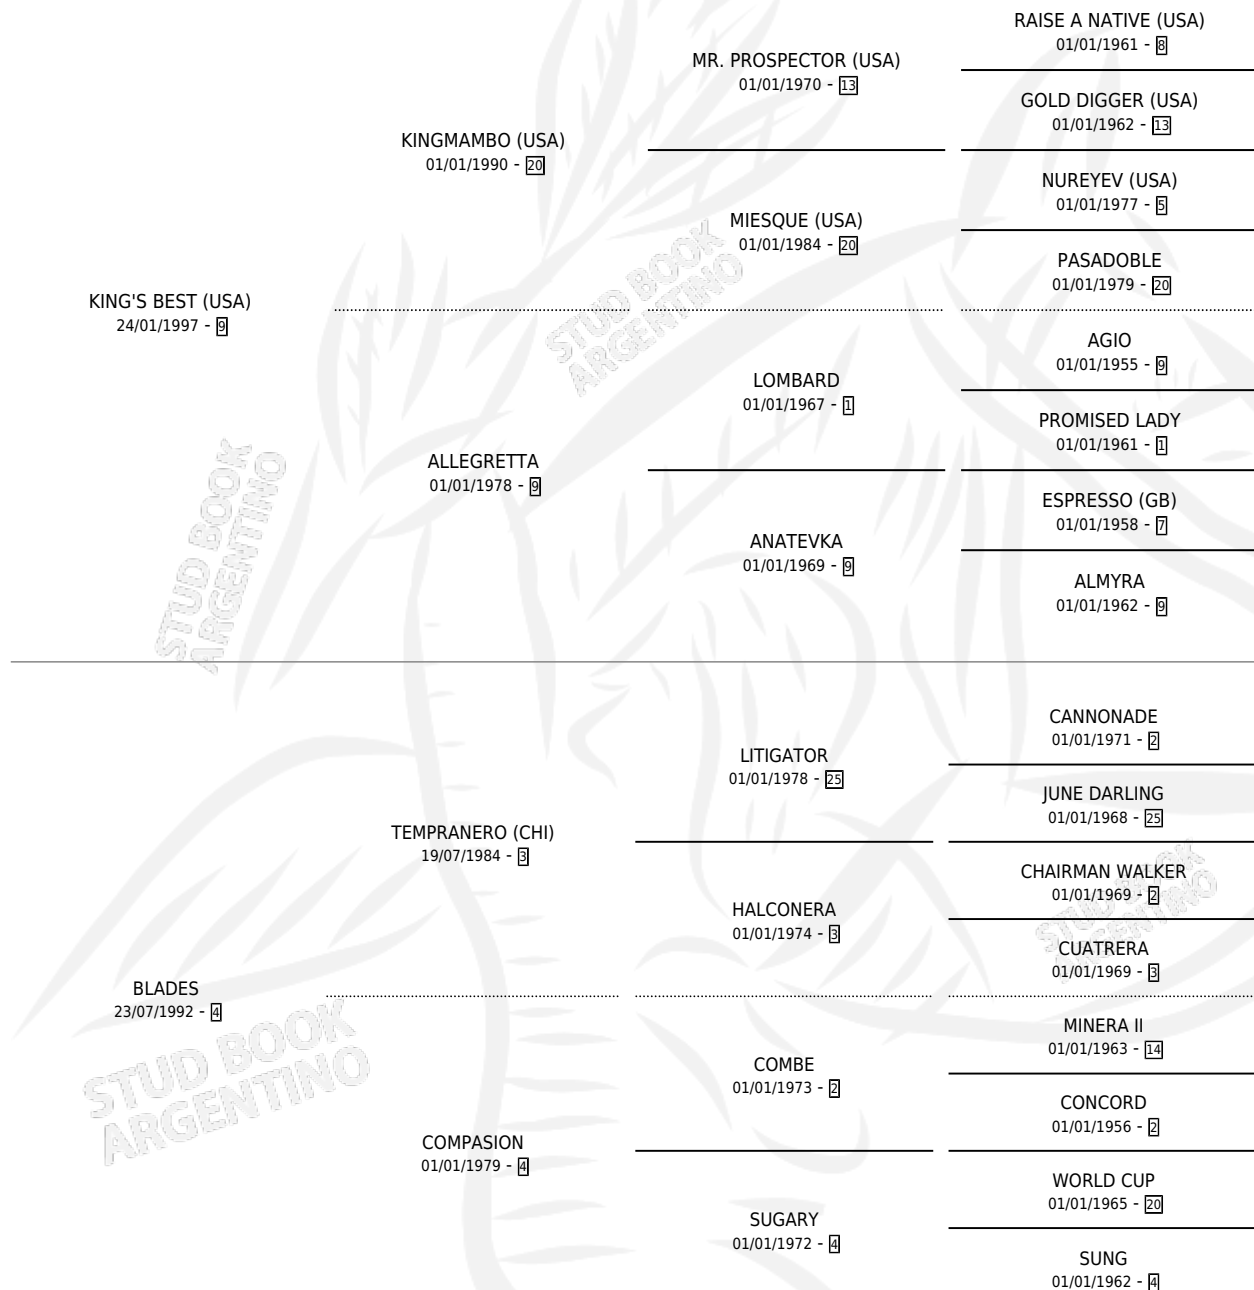 RAISE A NATIVE (USA)
01/01/1961 - 8
MR. PROSPECTOR (USA)
01/01/1970 - 13
GOLD DIGGER (USA)
01/01/1962 - 13
KINGMAMBO (USA)
01/01/1990 - 20
NUREYEV (USA)
01/01/1977 - 5
MIESQUE (USA)
01/01/1984 - 20
PASADOBLE
01/01/1979 - 20
KING'S BEST (USA)
24/01/1997 - 9
STUD BOOK
ARGENTINO
AGIO
01/01/1955 - 9
LOMBARD
01/01/1967 - 1
PROMISED LADY
01/01/1961 - 1
ALLEGRETTA
01/01/1978 - 9
ESPRESSO (GB)
01/01/1958 - 7
ANATEVKA
01/01/1969 - 9
ALMYRA
01/01/1962 - 9
STUD BOOK
ARGENTINO
CANNONADE
01/01/1971 - 2
LITIGATOR
01/01/1978 - 25
JUNE DARLING
01/01/1968 - 25
TEMPRANERO (CHI)
19/07/1984 - 3
CHAIRMAN WALKER
01/01/1969 - 2
HALCONERA
01/01/1974 - 3
CUATRERA
01/01/1969 - 3
STUD BOOK
ARGENTINO
BLADES
23/07/1992 - 4
MINERA II
01/01/1963 - 14
COMBE
01/01/1973 - 2
CONCORD
01/01/1956 - 2
STUD BOOK
ARGENTINO
COMPASION
01/01/1979 - 4
WORLD CUP
01/01/1965 - 20
SUGARY
01/01/1972 - 4
SUNG
01/01/1962 - 4